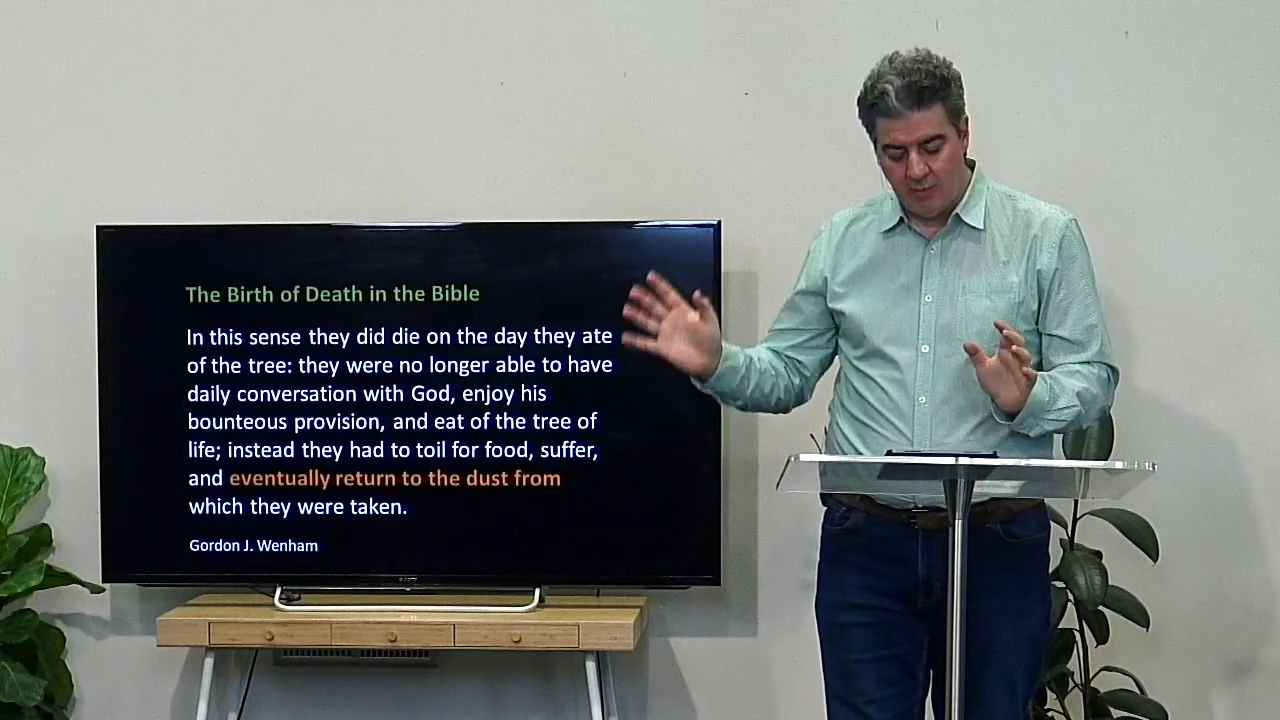 The Birth of Death in the Bible
In this sense they did die on the day they ate
of the tree: they were no longer able to have
daily conversation with God, enjoy his
bounteous provision, and eat of the tree of
life; instead they had to toil for food, suffer,
and eventually return to the dust from
which they were taken.
Gordon J. Wenham